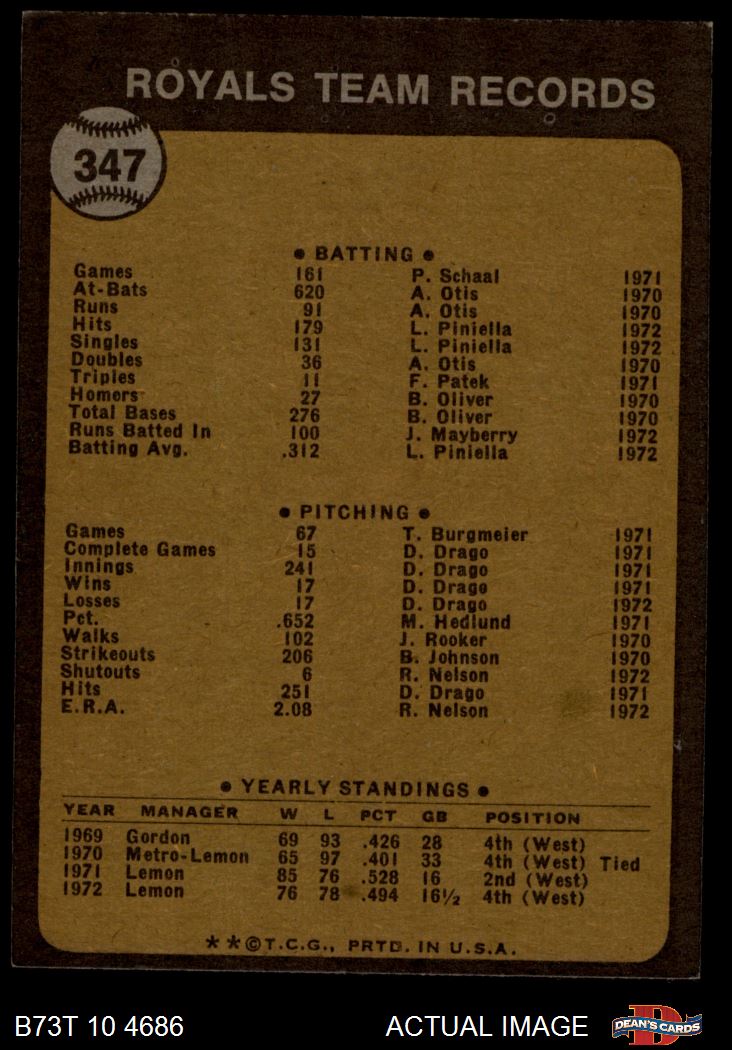 ROYALS TEAM RECORDS
347
• BATTING •
Games 161 P. Schaal 1971
At-Bats 620 A. Otis 1970
Runs 91 A. Otis 1970
Hits 179 L. Piniella 1972
Singles 131 L. Piniella 1972
Doubles 36 A. Otis 1970
Triples 11 F. Patek 1971
Homers 27 B. Oliver 1970
Total Bases 276 B. Oliver 1970
Runs Batted In 100 J. Mayberry 1972
Batting Avg. .312 L. Piniella 1972
• PITCHING •
Games 67 T. Burgmeier 1971
Complete Games 15 D. Drago 1971
Innings 241 D. Drago 1971
Wins 17 D. Drago 1971
Losses 17 D. Drago 1972
Pct. .652 M. Hedlund 1971
Walks 102 J. Rooker 1970
Strikeouts 206 B. Johnson 1970
Shutouts 6 R. Nelson 1972
Hits 251 D. Drago 1971
E.R.A. 2.08 R. Nelson 1972
• YEARLY STANDINGS •
YEAR MANAGER W L PCT GB POSITION
1969 Gordon 69 93 .426 28 4th (West)
1970 Metro-Lemon 65 97 .401 33 4th (West) Tied
1971 Lemon 85 76 .528 16 2nd (West)
1972 Lemon 76 78 .494 16½ 4th (West)
**©T.C.G., PRTD. IN U.S.A.
B73T 10 4686 ACTUAL IMAGE DEAN'S CARDS